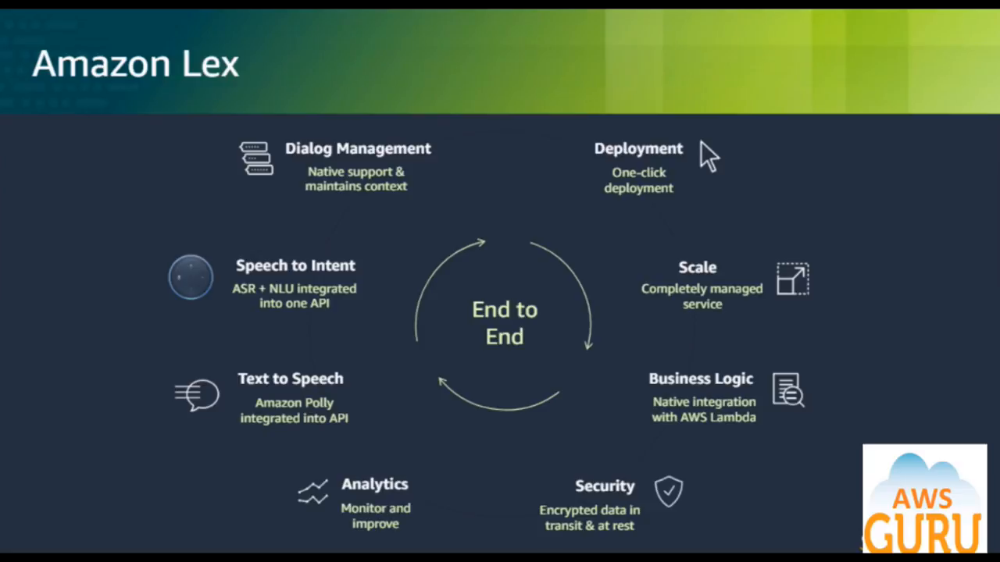 Amazon Lex
Dialog Management
Native support &
maintains context
Deployment
One-click
deployment
Speech to Intent
ASR + NLU integrated
into one API
Scale
Completely managed
service
End to
End
Text to Speech
Amazon Polly
integrated into API
Business Logic
Native integration
with AWS Lambda
Analytics
Monitor and
improve
Security
Encrypted data in
transit & at rest
AWS
GURU